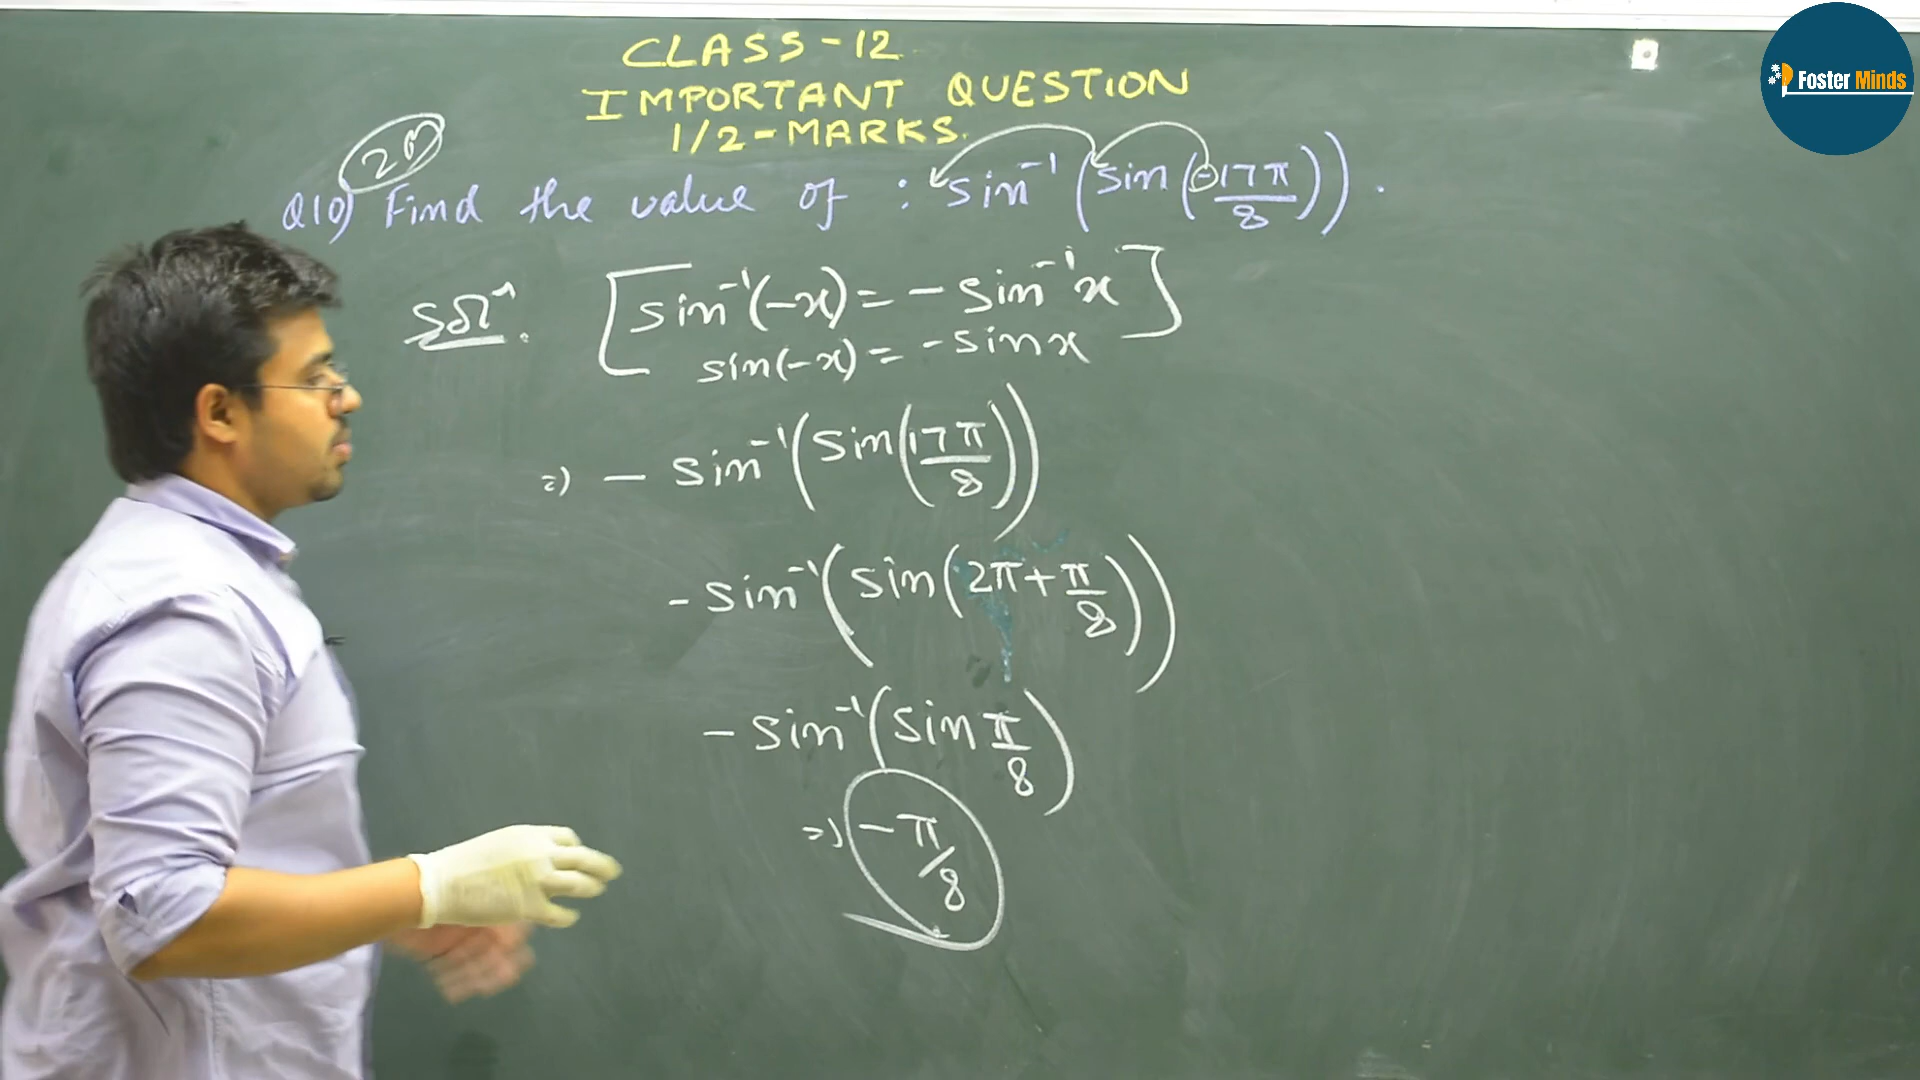 CLASS-12
IMPORTANT QUESTION
1/2-MARKS.
Foster Minds
Q10) Find the value of : sin⁻¹(sin(-17π/8)).
Solⁿ. [sin⁻¹(-x) = - sin⁻¹x]
sin(-x) = - sin x
=) - sin⁻¹(sin(17π/8))
- sin⁻¹(sin(2π+π/8))
- sin⁻¹(sin π/8)
=) -π/8